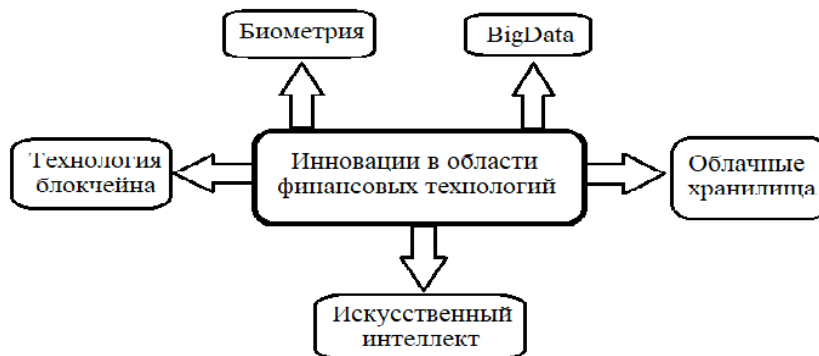 Биометрия
BigData
Технология
блокчейна
Инновации в области
финансовых технологий
Облачные
хранилища
Искусственный
интеллект